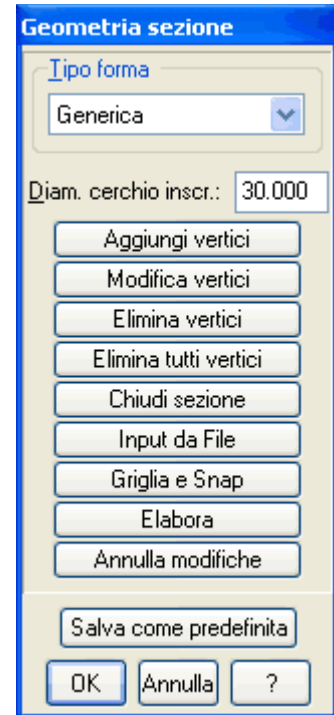 Geometria sezione
Tipo forma
Generica
Diam. cerchio inscr.: 30.000
Aggiungi vertici
Modifica vertici
Elimina vertici
Elimina tutti vertici
Chiudi sezione
Input da File
Griglia e Snap
Elabora
Annulla modifiche
Salva come predefinita
OK Annulla ?